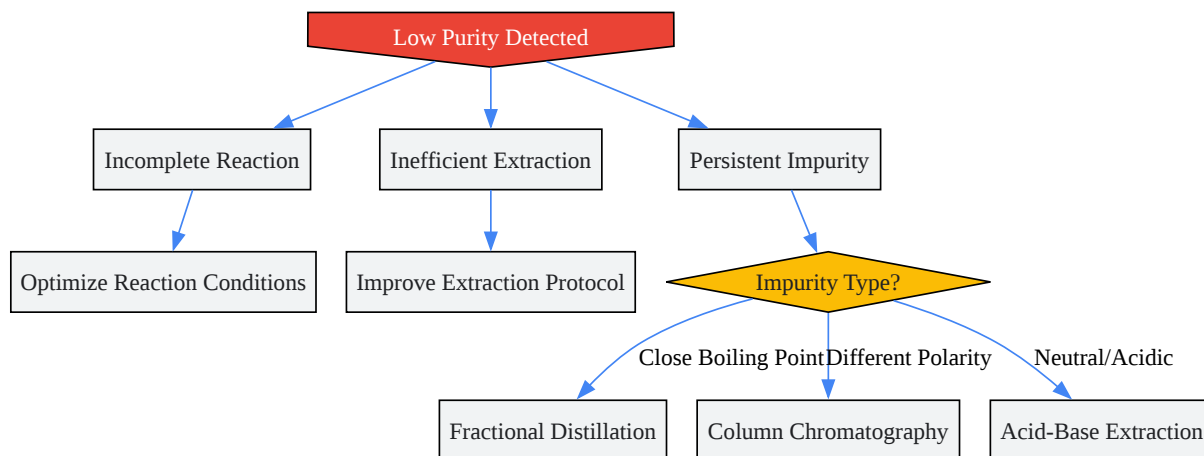 Low Purity Detected
Incomplete Reaction
Inefficient Extraction
Persistent Impurity
Optimize Reaction Conditions
Improve Extraction Protocol
Impurity Type?
Close Boiling Point
Different Polarity
Neutral/Acidic
Fractional Distillation
Column Chromatography
Acid-Base Extraction